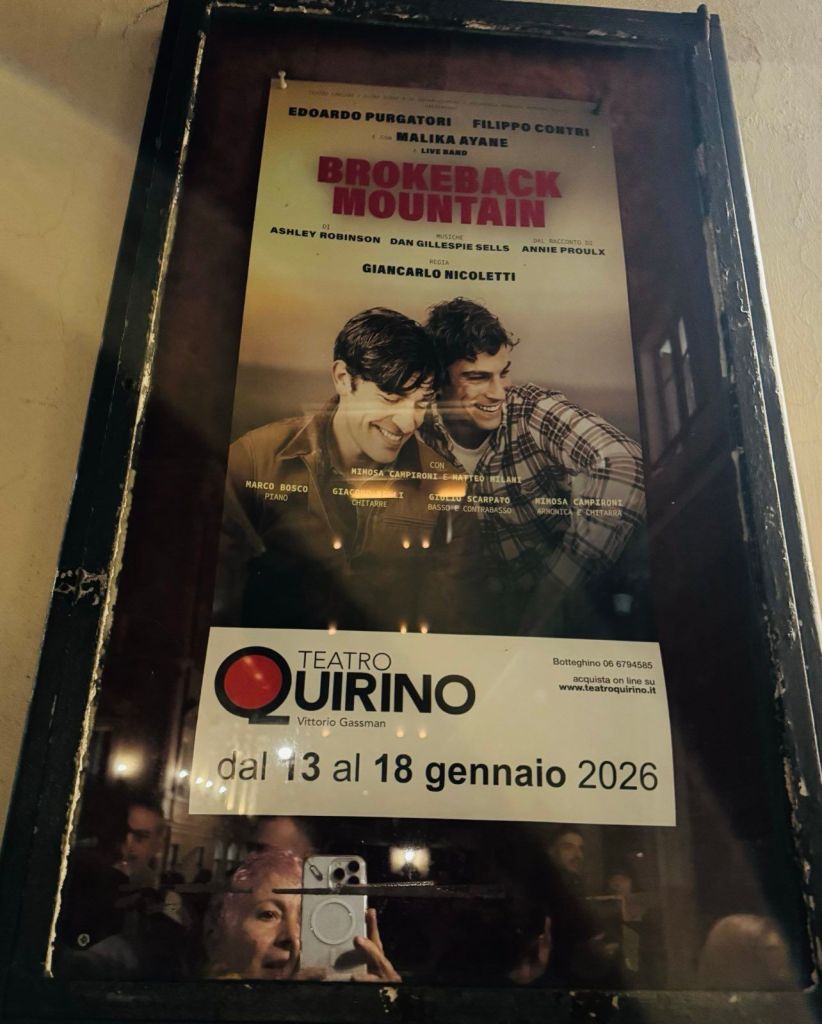 EDOARDO PURGATORI FILIPPO CONTRI
E CON MALIKA AYANE
E LIVE BAND
BROKEBACK
MOUNTAIN
DI MUSICHE DAL RACCONTO DI
ASHLEY ROBINSON DAN GILLESPIE SELLS ANNIE PROULX
REGIA
GIANCARLO NICOLETTI
CON
MIMOSA CAMPIRONI E MATTEO MILANI
MARCO BOSCO GIULIO SCARPATO MIMOSA CAMPIRONI
PIANO CHITARRE BASSO E CONTRABBASSO ARMONICA E CHITARRA
TEATRO
QUIRINO
Vittorio Gassman
Botteghino 06 6794585
acquista on line su
www.teatroquirino.it
dal 13 al 18 gennaio 2026